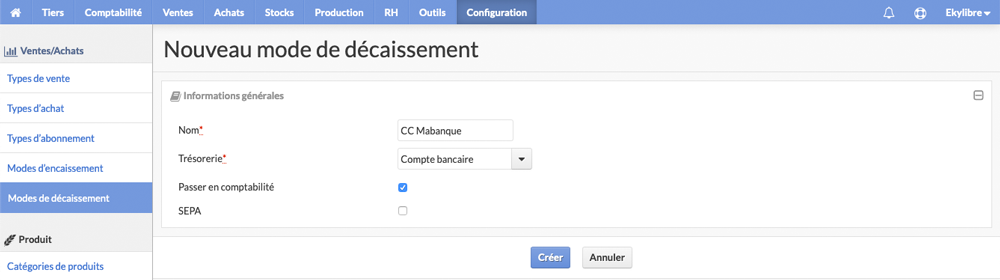 Tiers Comptabilité Ventes Achats Stocks Production RH Outils Configuration Ekylibre
Ventes/Achats
Types de vente
Types d'achat
Types d'abonnement
Modes d'encaissement
Modes de décaissement
Produit
Catégories de produits
Nouveau mode de décaissement
Informations générales
Nom* CC Mabanque
Trésorerie* Compte bancaire
Passer en comptabilité
SEPA
Créer Annuler